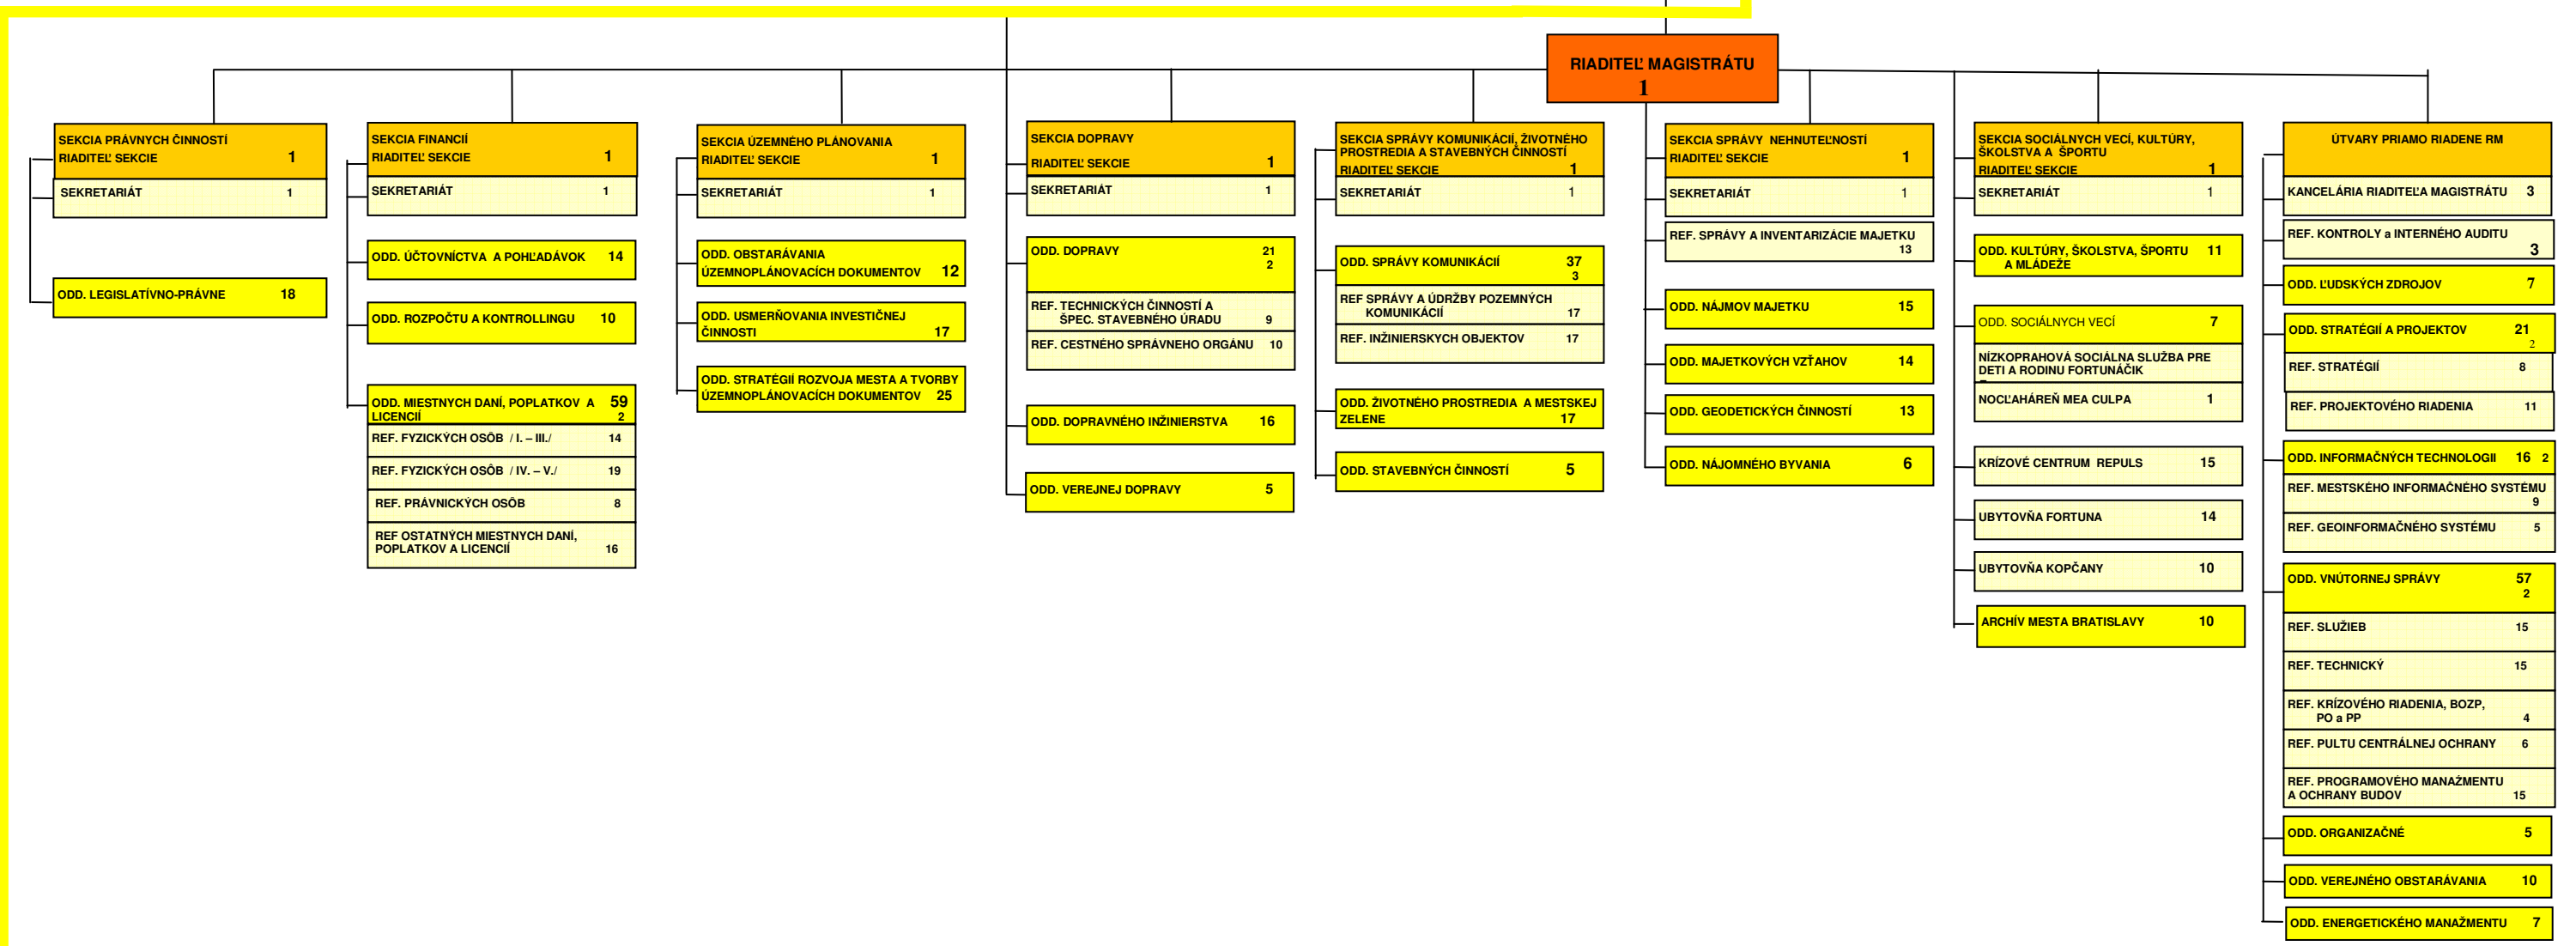 RIADITEĽ MAGISTRÁTU
1
SEKCIA PRÁVNYCH ČINNOSTÍ
RIADITEĽ SEKCIE 1
SEKRETARIÁT 1
ODD. LEGISLATÍVNO-PRÁVNE 18
SEKCIA FINANCIÍ
RIADITEĽ SEKCIE 1
SEKRETARIÁT 1
ODD. ÚČTOVNÍCTVA A POHĽADÁVOK 14
ODD. ROZPOČTU A KONTROLLINGU 10
ODD. MIESTNYCH DANÍ, POPLATKOV A 59
LICENCIÍ 2
REF. FYZICKÝCH OSÔB / I. – III./ 14
REF. FYZICKÝCH OSÔB / IV. – V./ 19
REF. PRÁVNICKÝCH OSÔB 8
REF OSTATNÝCH MIESTNYCH DANÍ,
POPLATKOV A LICENCIÍ 16
SEKCIA ÚZEMNÉHO PLÁNOVANIA
RIADITEĽ SEKCIE 1
SEKRETARIÁT 1
ODD. OBSTARÁVANIA
ÚZEMNOPLÁNOVACÍCH DOKUMENTOV 12
ODD. USMERŇOVANIA INVESTIČNEJ
ČINNOSTI 17
ODD. STRATÉGIÍ ROZVOJA MESTA A TVORBY
ÚZEMNOPLÁNOVACÍCH DOKUMENTOV 25
SEKCIA DOPRAVY
RIADITEĽ SEKCIE 1
SEKRETARIÁT 1
ODD. DOPRAVY 21
2
REF. TECHNICKÝCH ČINNOSTÍ A
ŠPEC. STAVEBNÉHO ÚRADU 9
REF. CESTNÉHO SPRÁVNEHO ORGÁNU 10
ODD. DOPRAVNÉHO INŽINIERSTVA 16
ODD. VEREJNEJ DOPRAVY 5
SEKCIA SPRÁVY KOMUNIKÁCIÍ, ŽIVOTNÉHO
PROSTREDIA A STAVEBNÝCH ČINNOSTÍ
RIADITEĽ SEKCIE 1
SEKRETARIÁT 1
ODD. SPRÁVY KOMUNIKÁCIÍ 37
3
REF SPRÁVY A ÚDRŽBY POZEMNÝCH
KOMUNIKÁCIÍ 17
REF. INŽINIERSKYCH OBJEKTOV 17
ODD. ŽIVOTNÉHO PROSTREDIA A MESTSKEJ
ZELENE 17
ODD. STAVEBNÝCH ČINNOSTÍ 5
SEKCIA SPRÁVY NEHNUTEĽNOSTÍ
RIADITEĽ SEKCIE 1
SEKRETARIÁT 1
REF. SPRÁVY A INVENTARIZÁCIE MAJETKU
13
ODD. NÁJMOV MAJETKU 15
ODD. MAJETKOVÝCH VZŤAHOV 14
ODD. GEODETICKÝCH ČINNOSTÍ 13
ODD. NÁJOMNÉHO BYVANIA 6
SEKCIA SOCIÁLNYCH VECÍ, KULTÚRY,
ŠKOLSTVA A ŠPORTU
RIADITEĽ SEKCIE 1
SEKRETARIÁT 1
ODD. KULTÚRY, ŠKOLSTVA, ŠPORTU 11
A MLÁDEŽE
ODD. SOCIÁLNYCH VECÍ 7
NÍZKOPRAHOVÁ SOCIÁLNA SLUŽBA PRE
DETI A RODINU FORTUNÁČIK
NOCĽAHÁREŇ MEA CULPA 1
KRÍZOVÉ CENTRUM REPULS 15
UBYTOVŇA FORTUNA 14
UBYTOVŇA KOPČANY 10
ARCHÍV MESTA BRATISLAVY 10
ÚTVARY PRIAMO RIADENE RM
KANCELÁRIA RIADITEĽA MAGISTRÁTU 3
REF. KONTROLY a INTERNÉHO AUDITU
3
ODD. ĽUDSKÝCH ZDROJOV 7
ODD. STRATÉGIÍ A PROJEKTOV 21
2
REF. STRATÉGIÍ 8
REF. PROJEKTOVÉHO RIADENIA 11
ODD. INFORMAČNÝCH TECHNOLOGII 16 2
REF. MESTSKÉHO INFORMAČNÉHO SYSTÉMU
9
REF. GEOINFORMAČNÉHO SYSTÉMU 5
ODD. VNÚTORNEJ SPRÁVY 57
2
REF. SLUŽIEB 15
REF. TECHNICKÝ 15
REF. KRÍZOVÉHO RIADENIA, BOZP,
PO a PP 4
REF. PULTU CENTRÁLNEJ OCHRANY 6
REF. PROGRAMOVÉHO MANAŽMENTU
A OCHRANY BUDOV 15
ODD. ORGANIZAČNÉ 5
ODD. VEREJNÉHO OBSTARÁVANIA 10
ODD. ENERGETICKÉHO MANAŽMENTU 7